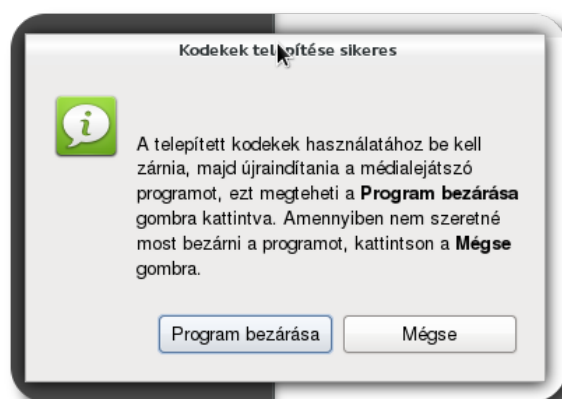 Kodekek telepítése sikeres
A telepített kodekek használatához be kell
zárnia, majd újraindítania a médialejátszó
programot, ezt megteheti a Program bezárása
gombra kattintva. Amennyiben nem szeretné
most bezárni a programot, kattintson a Mégse
gombra.
Program bezárása
Mégse